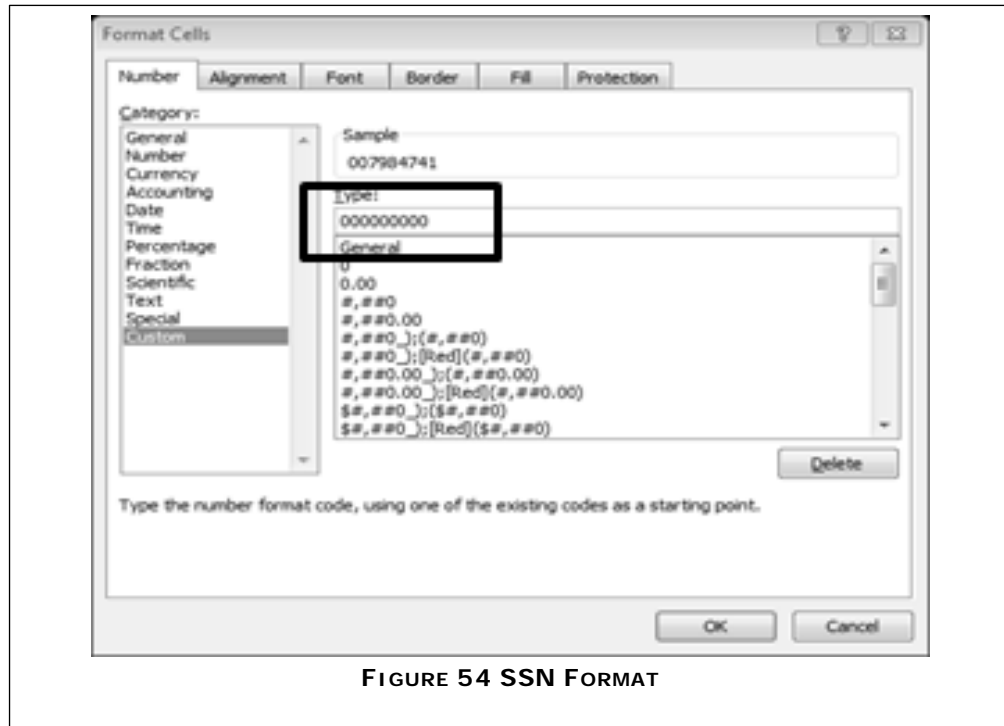 Format Cells
Number Alignment Font Border Fill Protection
Category:
General
Number
Currency
Accounting
Date
Time
Percentage
Fraction
Scientific
Text
Special
Custom
Sample
007984741
Type:
000000000
General
0
0.00
#,##0
#,##0.00
#,##0_);(#,##0)
#,##0_);[Red](#,##0)
#,##0.00_);(#,##0.00)
#,##0.00_);[Red](#,##0.00)
$#,##0_);($#,##0)
$#,##0_);[Red]($#,##0)
Delete
Type the number format code, using one of the existing codes as a starting point.
OK Cancel
FIGURE 54 SSN FORMAT